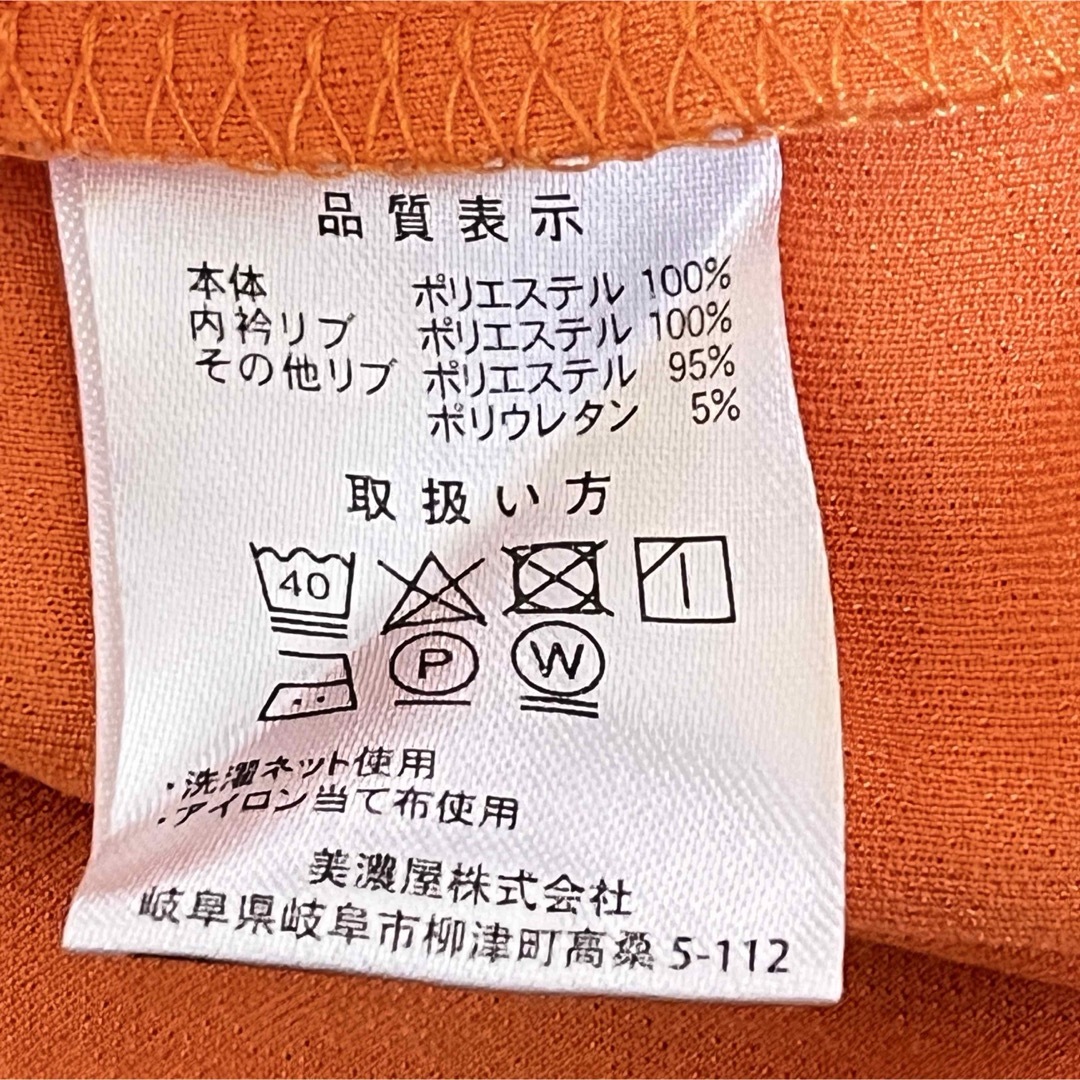 品質表示
本体 ポリエステル 100%
内衿リブ ポリエステル 100%
その他リブ ポリエステル 95%
ポリウレタン 5%
取扱い方
40
P W
・洗濯ネット使用
・アイロン当て布使用
美濃屋株式会社
岐阜県岐阜市柳津町高桑 5-112